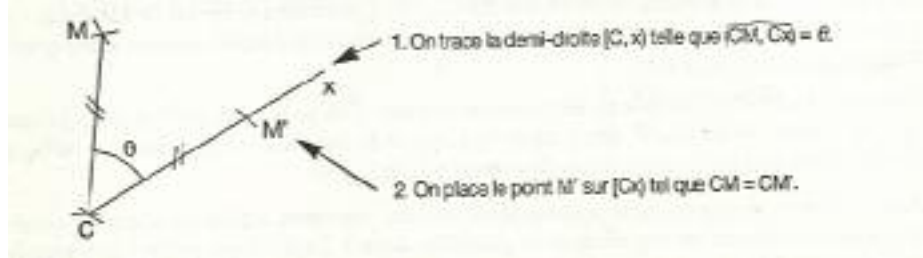 M
1. On trace la demi-droite [C, x) telle que (CM, Cx) = θ.
x
M'
θ
2. On place le point M' sur [Cx) tel que CM = CM'.
C